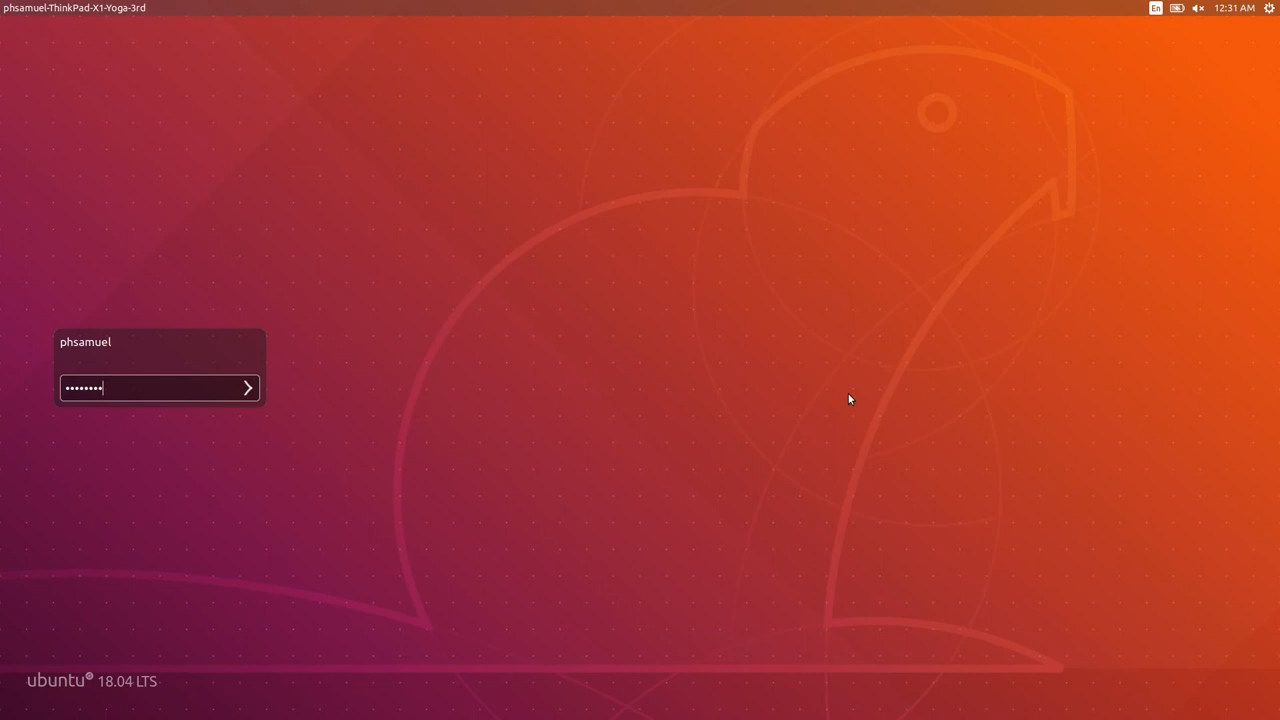 phsamuel-ThinkPad-X1-Yoga-3rd
En
12:31 AM
phsamuel
••••••••
ubuntu® 18.04 LTS